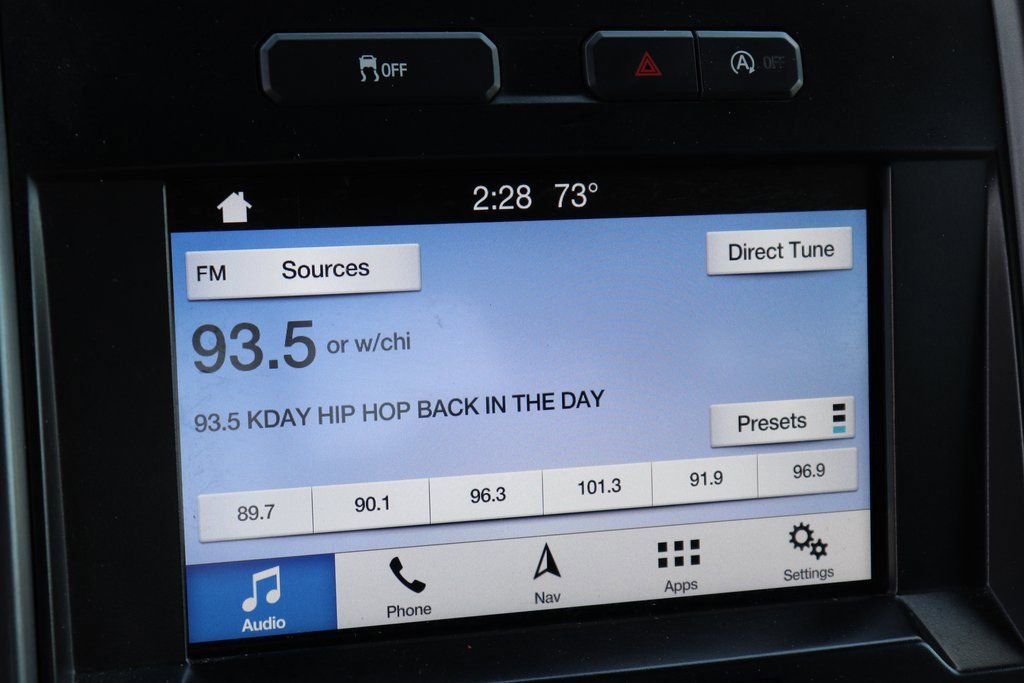 OFF
A OFF
2:28 73°
FM Sources
Direct Tune
93.5 or w/chi
93.5 KDAY HIP HOP BACK IN THE DAY
Presets
89.7 90.1 96.3 101.3 91.9 96.9
Audio Phone Nav Apps Settings